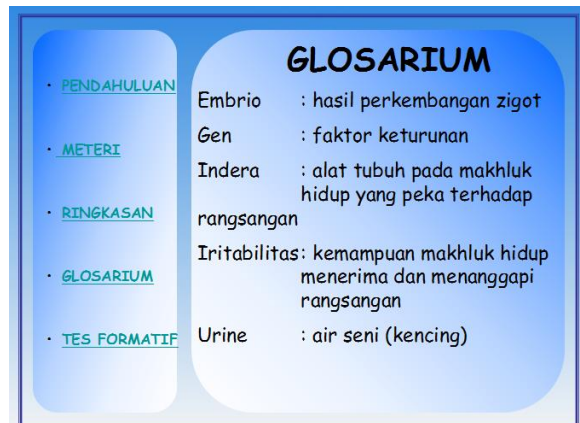 · PENDAHULUAN
· METERI
· RINGKASAN
· GLOSARIUM
· TES FORMATIF
GLOSARIUM
Embrio : hasil perkembangan zigot
Gen : faktor keturunan
Indera : alat tubuh pada makhluk
hidup yang peka terhadap
rangsangan
Iritabilitas: kemampuan makhluk hidup
menerima dan menanggapi
rangsangan
Urine : air seni (kencing)